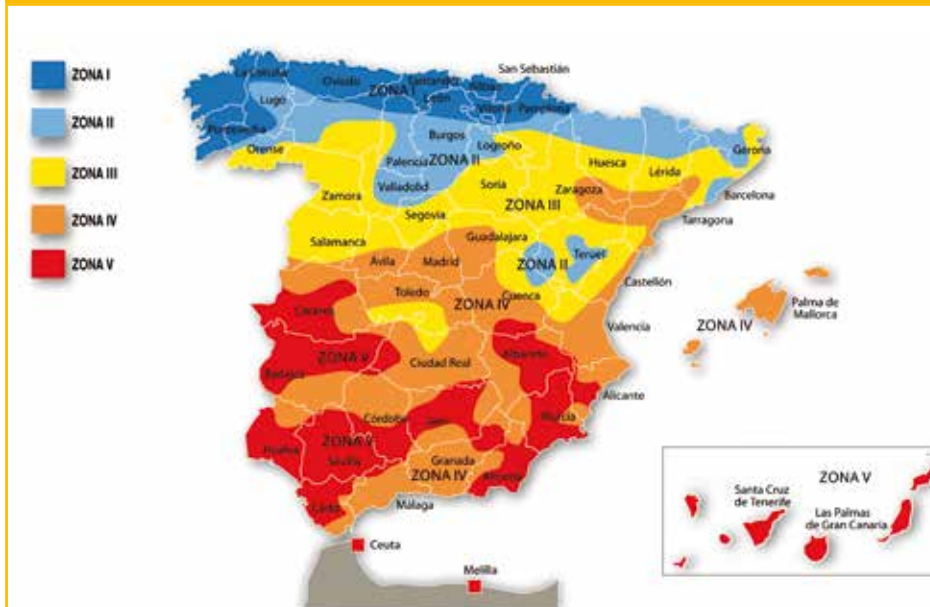 ZONA I
ZONA II
ZONA III
ZONA IV
ZONA V
San Sebastián
La Coruña
Oviedo
Santander
Bilbao
ZONA I
León
Vitoria
Pamplona
Lugo
Pontevedra
Orense
Burgos
Logroño
Palencia
ZONA II
Valladolid
Huesca
Lérida
Gerona
Barcelona
Zamora
Soria
Zaragoza
Segovia
ZONA III
Tarragona
Salamanca
Guadalajara
Ávila
Madrid
ZONA II
Teruel
Toledo
Cuenca
Castellón
Cáceres
ZONA IV
Valencia
ZONA IV
Palma de
Mallorca
ZONA V
Badajoz
Ciudad Real
Albacete
Alicante
Córdoba
Jaén
Murcia
Huelva
ZONA V
Sevilla
Granada
ZONA IV
Almería
Cádiz
Málaga
Ceuta
Melilla
ZONA V
Santa Cruz
de Tenerife
Las Palmas
de Gran Canaria